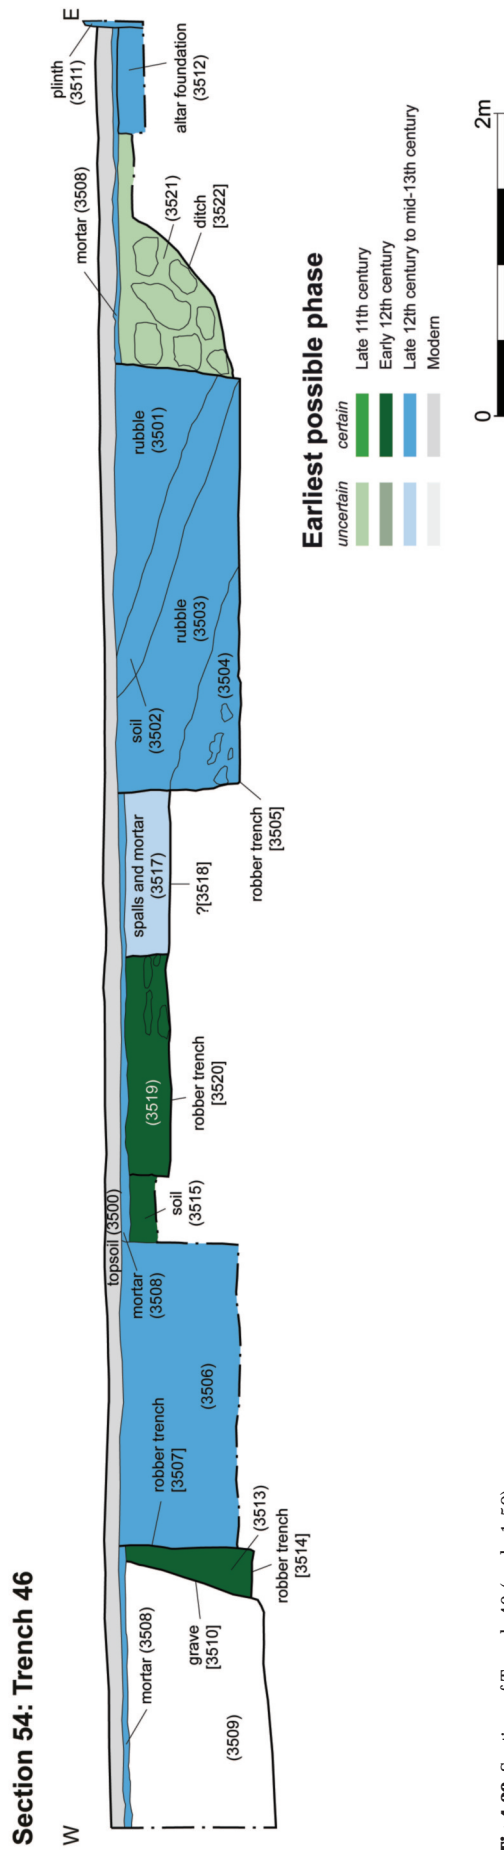 Section 54: Trench 46
W
E
mortar (3508)
(3509)
grave
[3510]
(3513)
robber trench
[3514]
robber trench
[3507]
(3506)
topsoil (3500)
mortar
(3508)
soil
(3515)
(3519)
robber trench
[3520]
spalls and mortar
(3517)
?[3518]
robber trench
[3505]
soil
(3502)
rubble
(3503)
(3504)
rubble
(3501)
mortar (3508)
(3521)
ditch
[3522]
plinth
(3511)
altar foundation
(3512)
Earliest possible phase
uncertain certain
Late 11th century
Early 12th century
Late 12th century to mid-13th century
Modern
0 2m